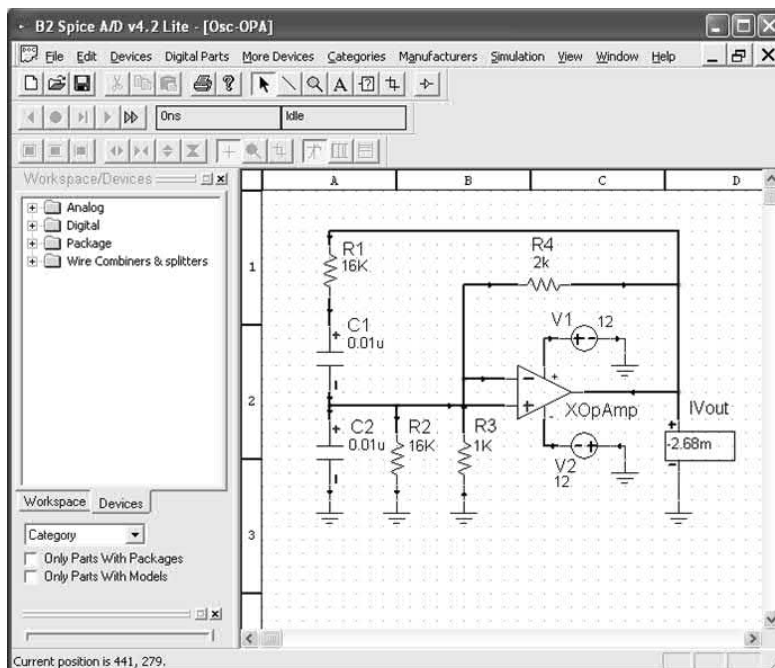 B2 Spice A/D v4.2 Lite - [Osc-OPA]
File Edit Devices Digital Parts More Devices Categories Manufacturers Simulation View Window Help
A
0ns Idle
Workspace/Devices
Analog
Digital
Package
Wire Combiners & splitters
Workspace Devices
Category
Only Parts With Packages
Only Parts With Models
A B C D
1
2
3
R1
16K
R4
2k
C1
0.01u
V1 12
C2
0.01u
R2
16K
R3
1K
XOpAmp
V2
12
IVout
-2.68m
Current position is 441, 279.